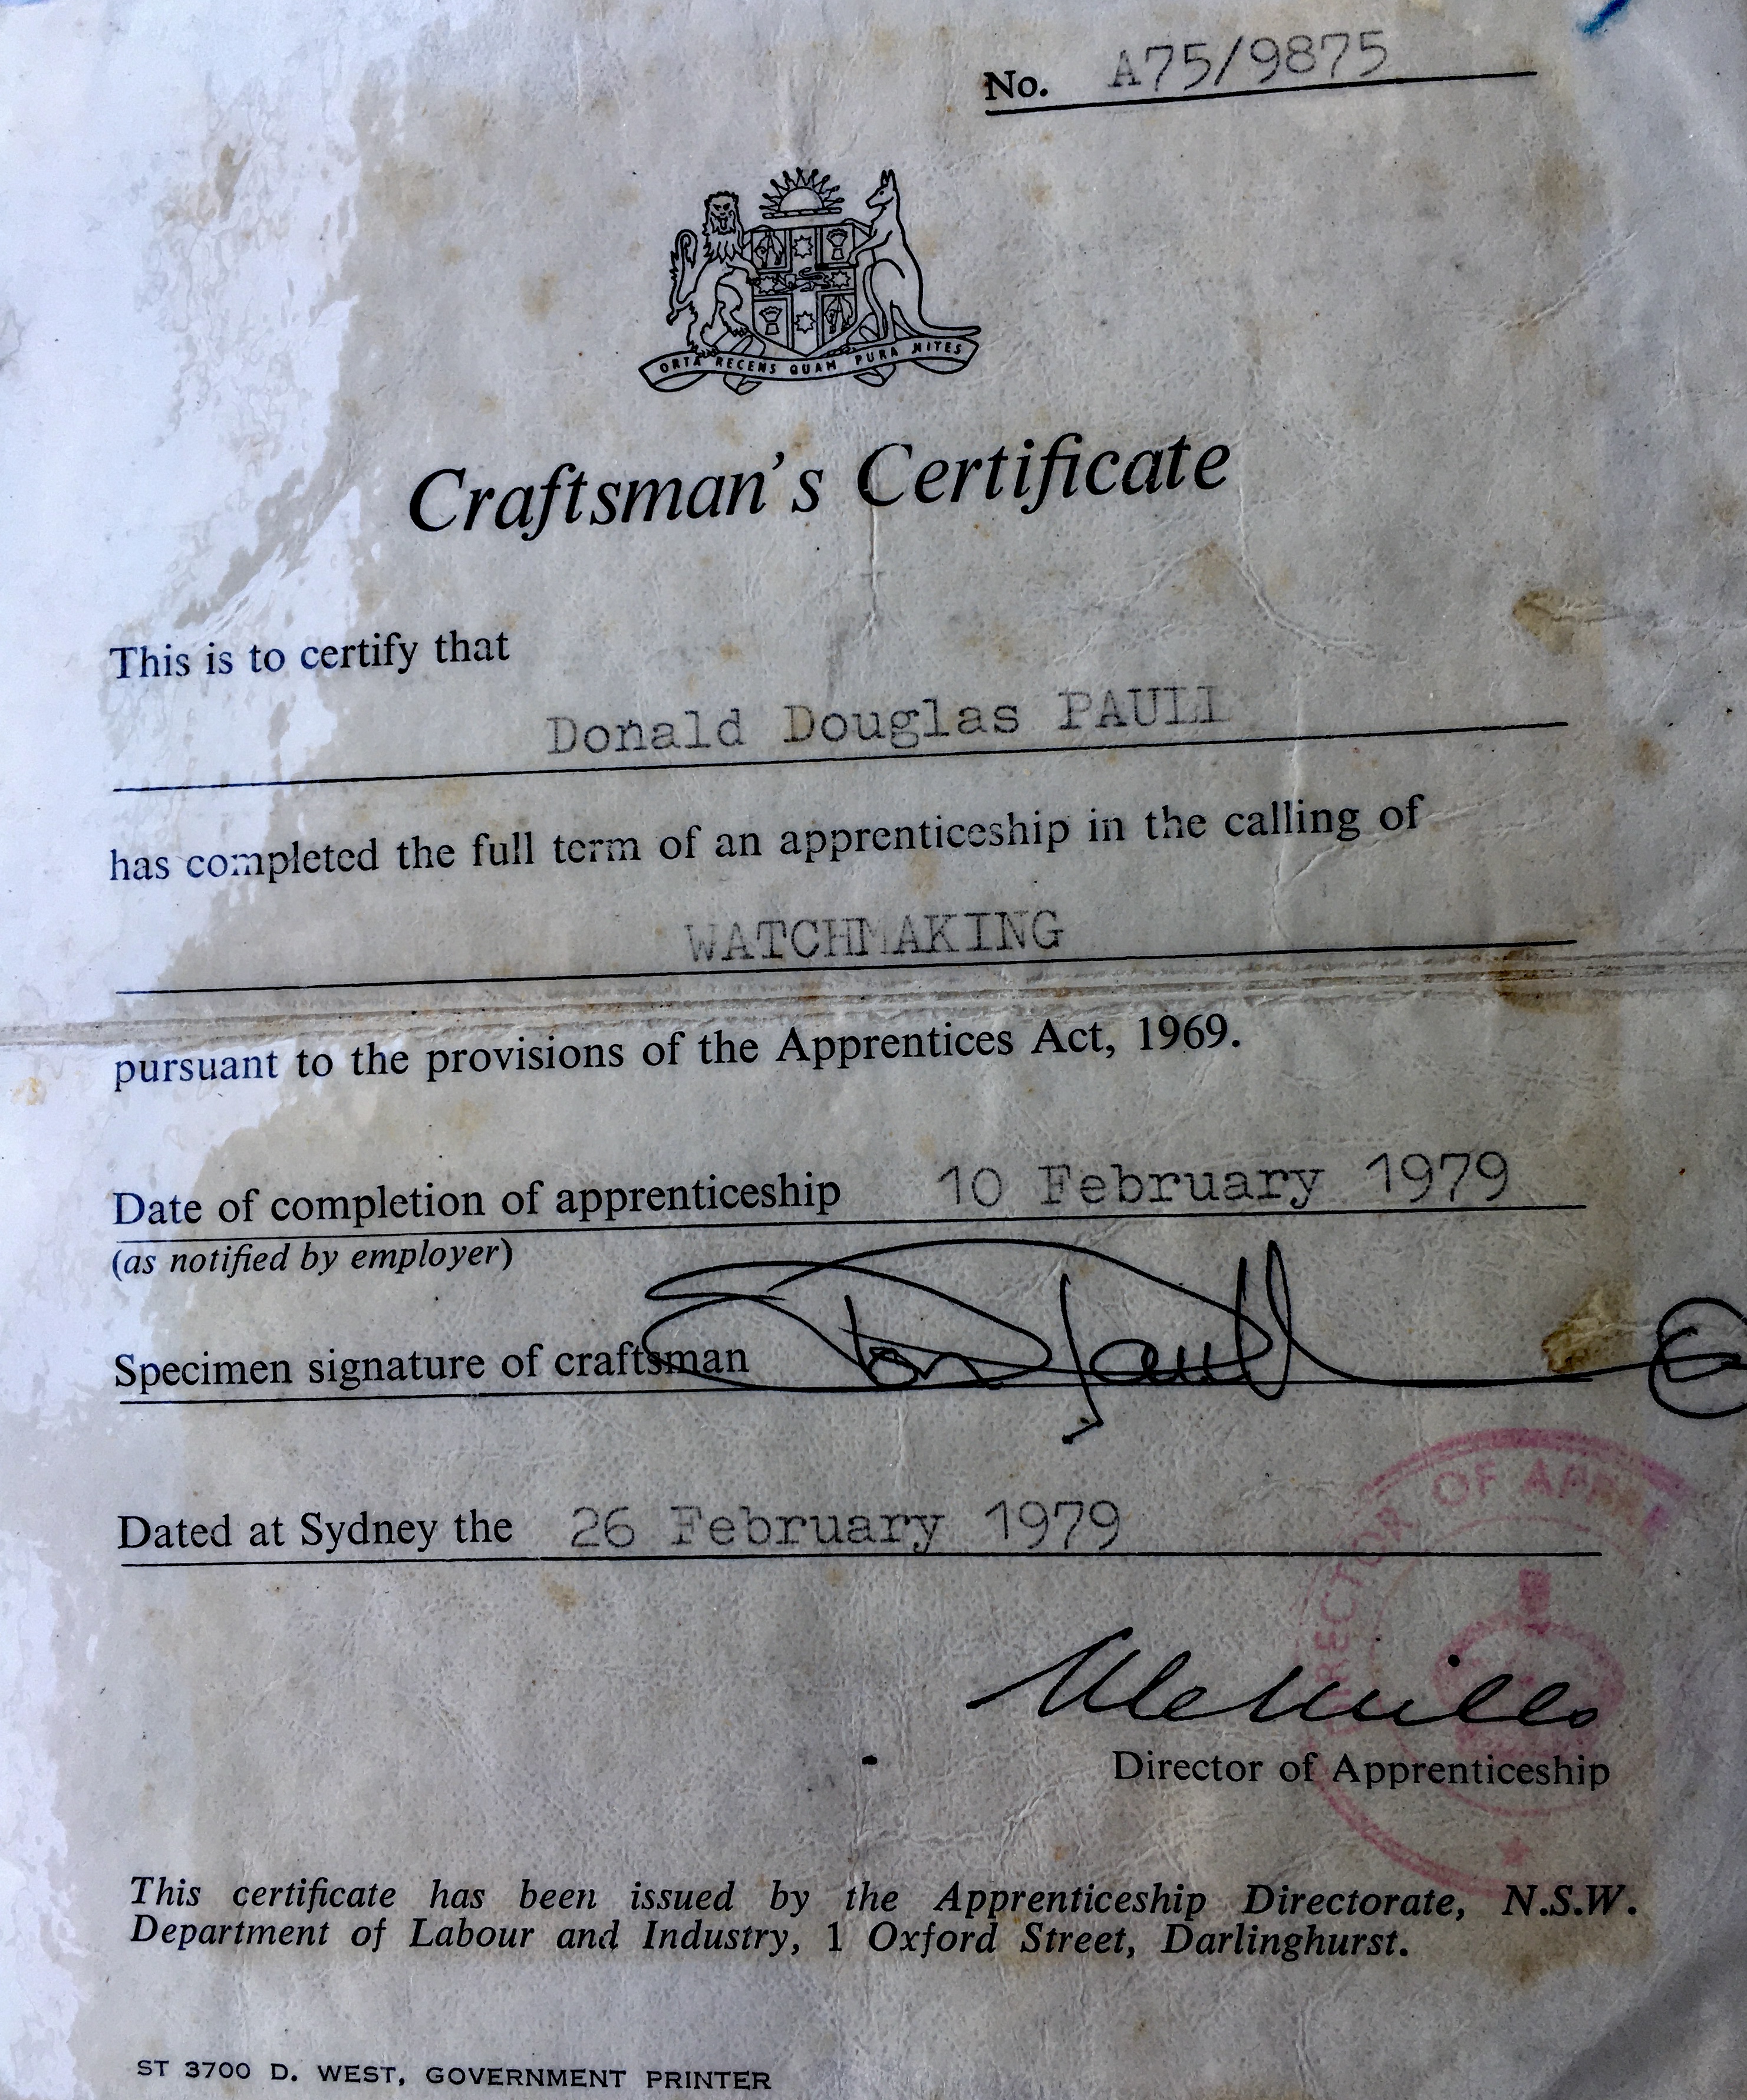 No. A75/9875
ORTA RECENS QUAM PURA NITES
Craftsman's Certificate
This is to certify that
Donald Douglas PAULL
has completed the full term of an apprenticeship in the calling of
WATCHMAKING
pursuant to the provisions of the Apprentices Act, 1969.
Date of completion of apprenticeship 10 February 1979
(as notified by employer)
Specimen signature of craftsman Don Paull
Dated at Sydney the 26 February 1979
DIRECTOR OF
Director of Apprenticeship
This certificate has been issued by the Apprenticeship Directorate, N.S.W.
Department of Labour and Industry, 1 Oxford Street, Darlinghurst.
ST 3700 D. WEST, GOVERNMENT PRINTER